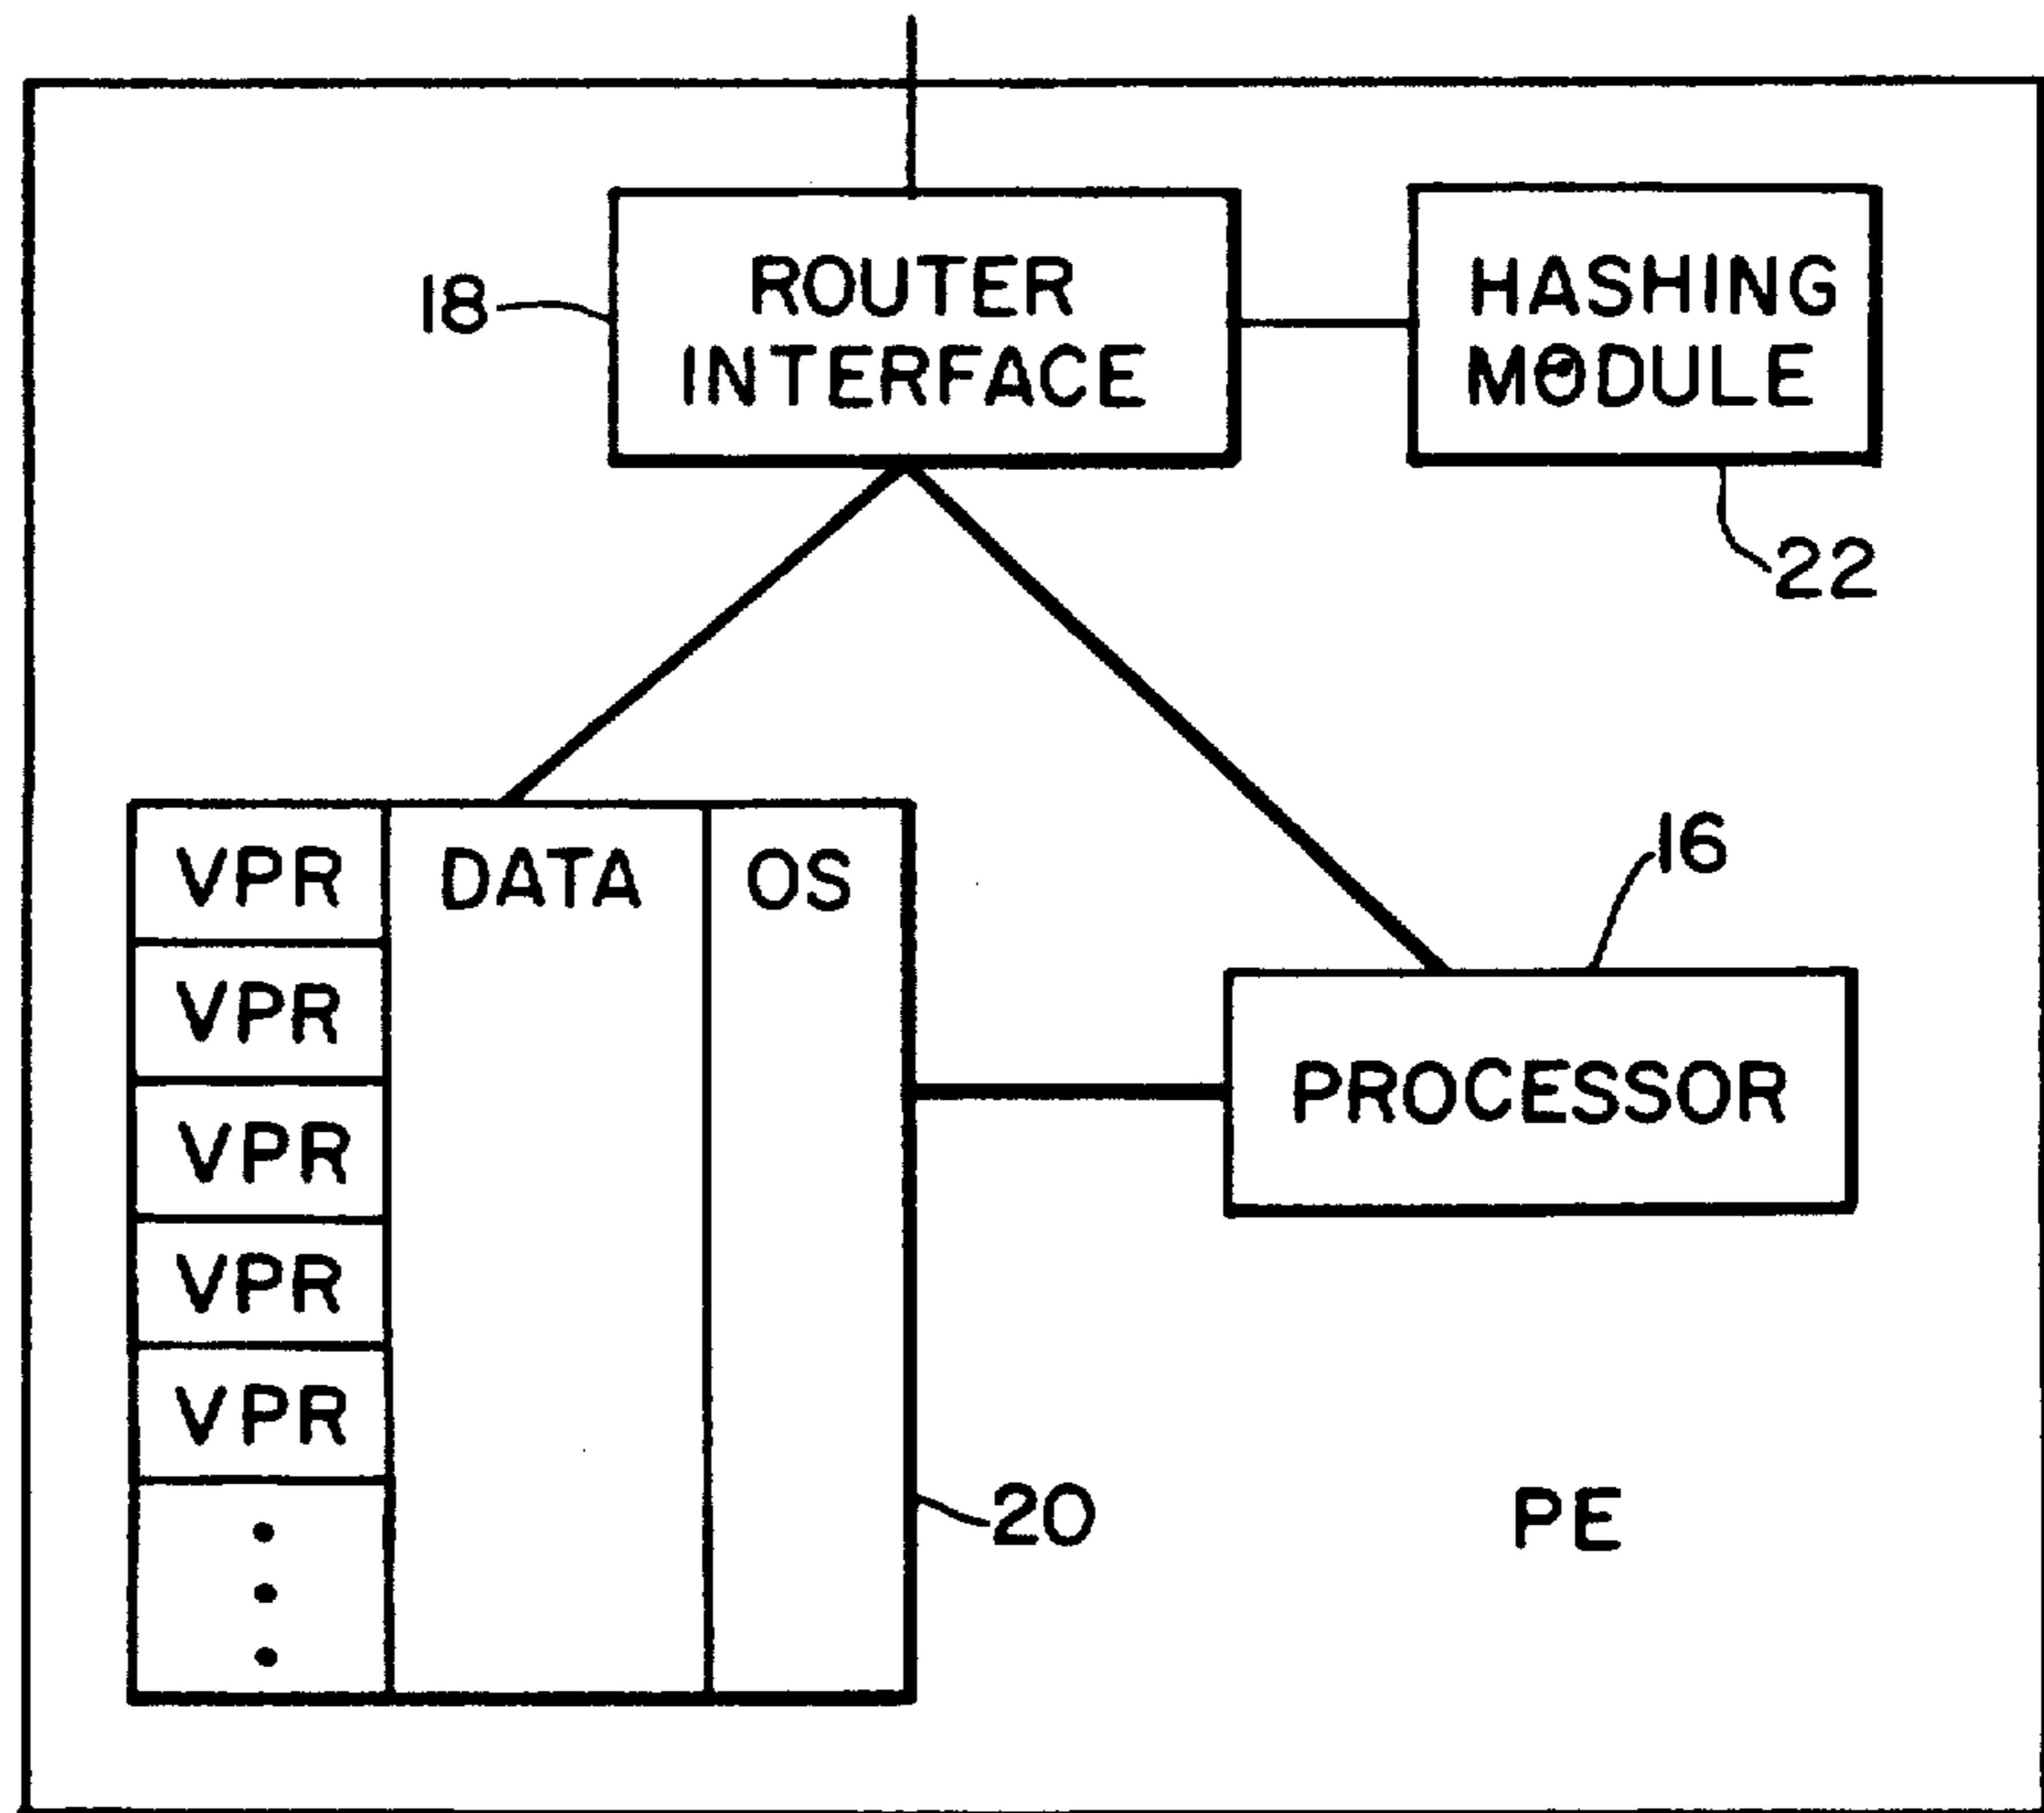 ROUTER
INTERFACE
18
HASHING
MODULE
22
VPR DATA OS
VPR
VPR
VPR
VPR
16
PROCESSOR
20
PE